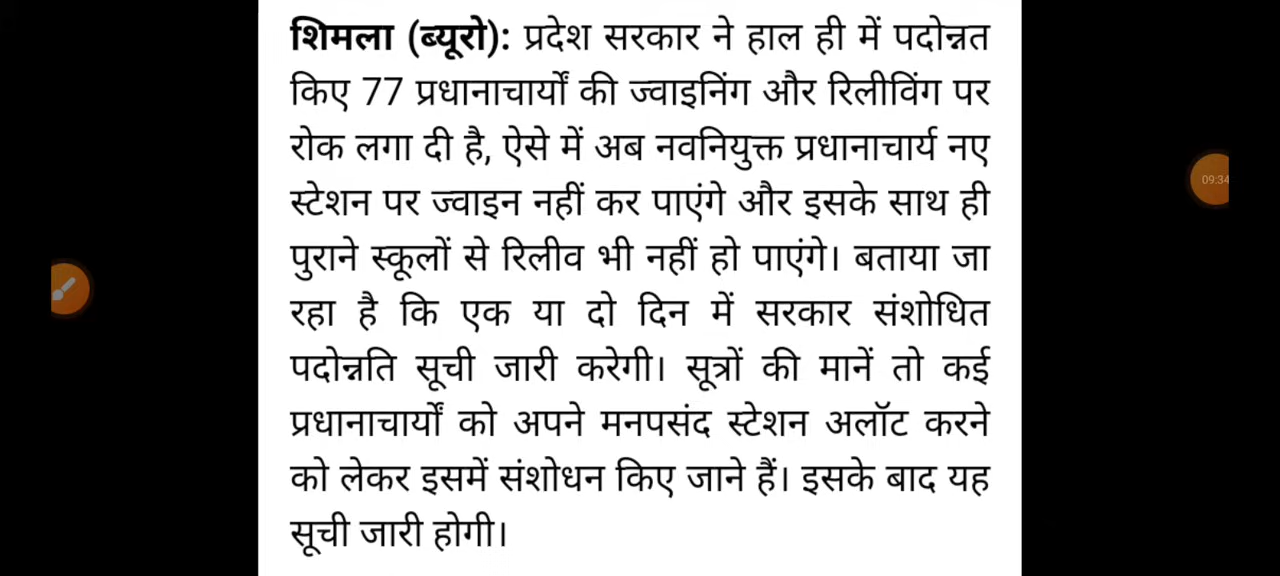 शिमला (ब्यूरो): प्रदेश सरकार ने हाल ही में पदोन्नत
किए 77 प्रधानाचार्यों की ज्वाइनिंग और रिलीविंग पर
रोक लगा दी है, ऐसे में अब नवनियुक्त प्रधानाचार्य नए
स्टेशन पर ज्वाइन नहीं कर पाएंगे और इसके साथ ही
पुराने स्कूलों से रिलीव भी नहीं हो पाएंगे। बताया जा
रहा है कि एक या दो दिन में सरकार संशोधित
पदोन्नति सूची जारी करेगी। सूत्रों की मानें तो कई
प्रधानाचार्यों को अपने मनपसंद स्टेशन अलॉट करने
को लेकर इसमें संशोधन किए जाने हैं। इसके बाद यह
सूची जारी होगी।
09:34